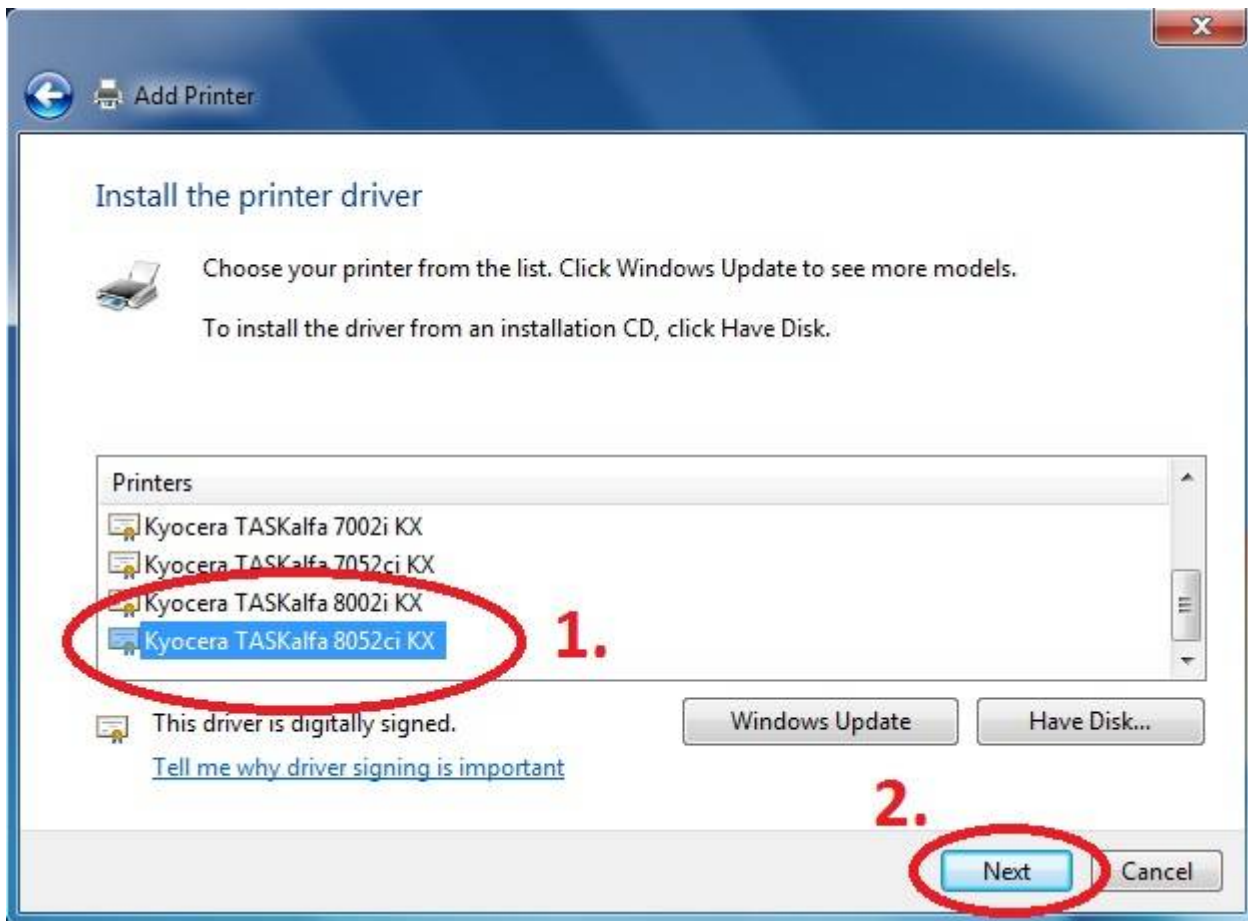 Add Printer
Install the printer driver
Choose your printer from the list. Click Windows Update to see more models.
To install the driver from an installation CD, click Have Disk.
Printers
Kyocera TASKalfa 7002i KX
Kyocera TASKalfa 7052ci KX
Kyocera TASKalfa 8002i KX
Kyocera TASKalfa 8052ci KX
1.
This driver is digitally signed.
Windows Update
Have Disk...
Tell me why driver signing is important
2.
Next
Cancel